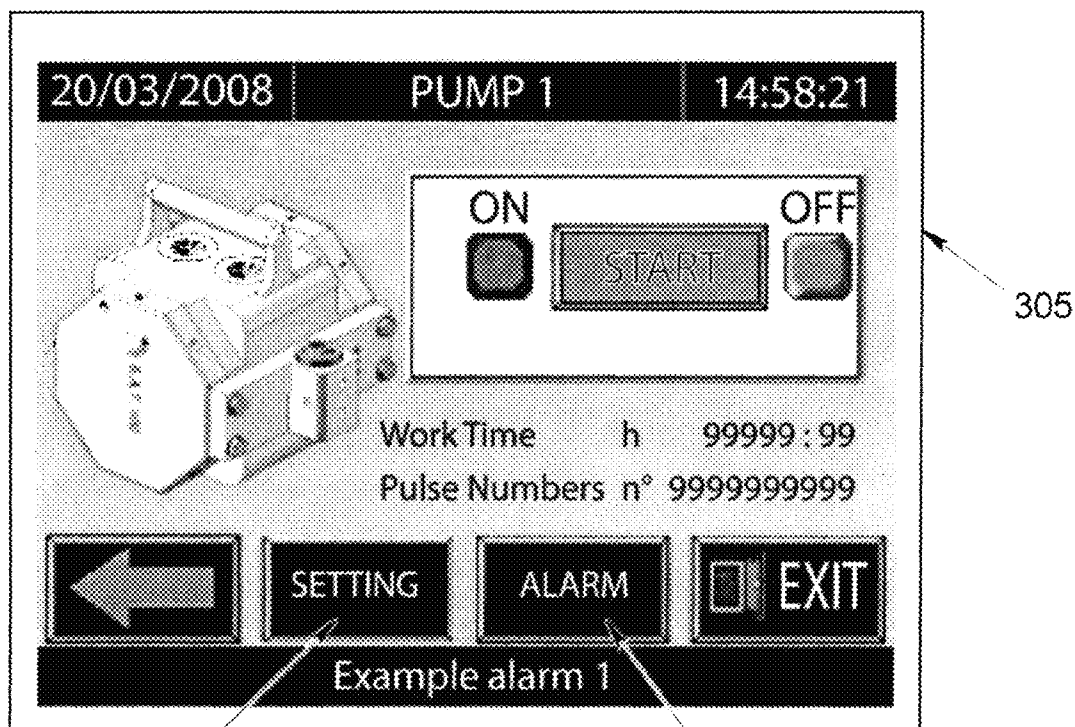 20/03/2008 PUMP 1 14:58:21
ON OFF
START
305
Work Time h 99999 : 99
Pulse Numbers n° 9999999999
SETTING ALARM EXIT
Example alarm 1